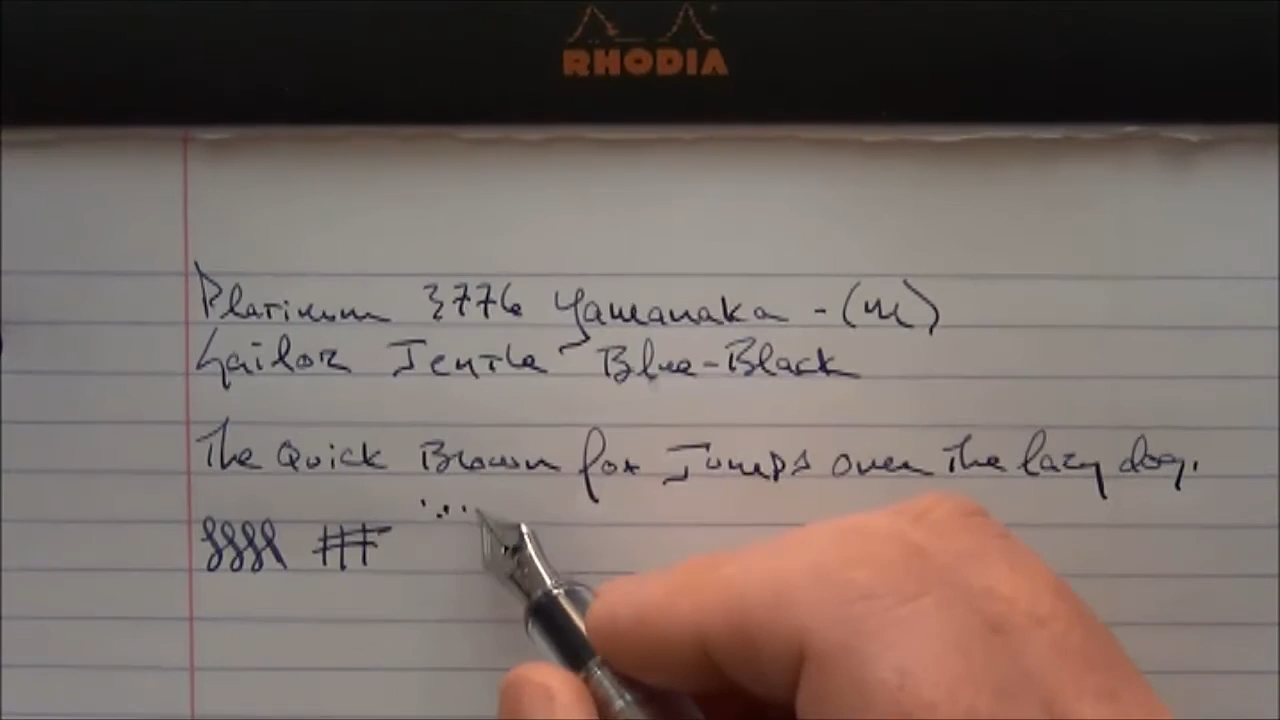 RHODIA
Platinum 3776 Yamanaka - (M)
Sailor Jentle Blue-Black
The Quick Brown fox Jumps over the lazy dog.